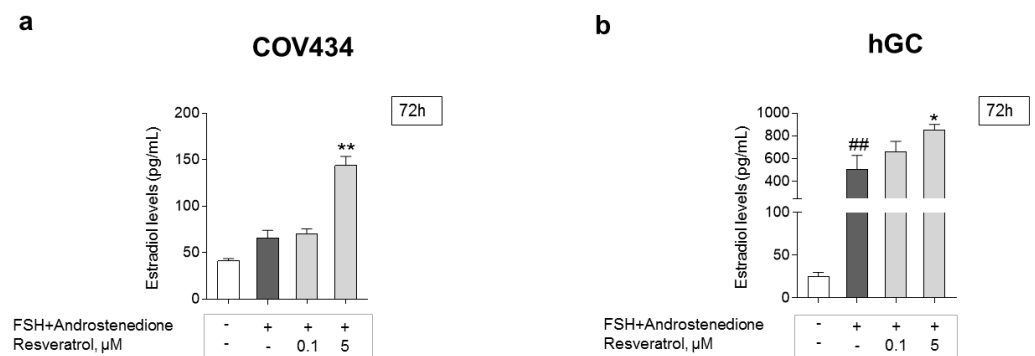 a
COV434
72h
200
150
100
50
0
Estradiol levels (pg/mL)
**
FSH+Androstenedione - + + +
Resveratrol, μM - - 0.1 5
b
hGC
72h
1000
800
600
400
100
50
0
Estradiol levels (pg/mL)
##
*
FSH+Androstenedione - + + +
Resveratrol, μM - - 0.1 5